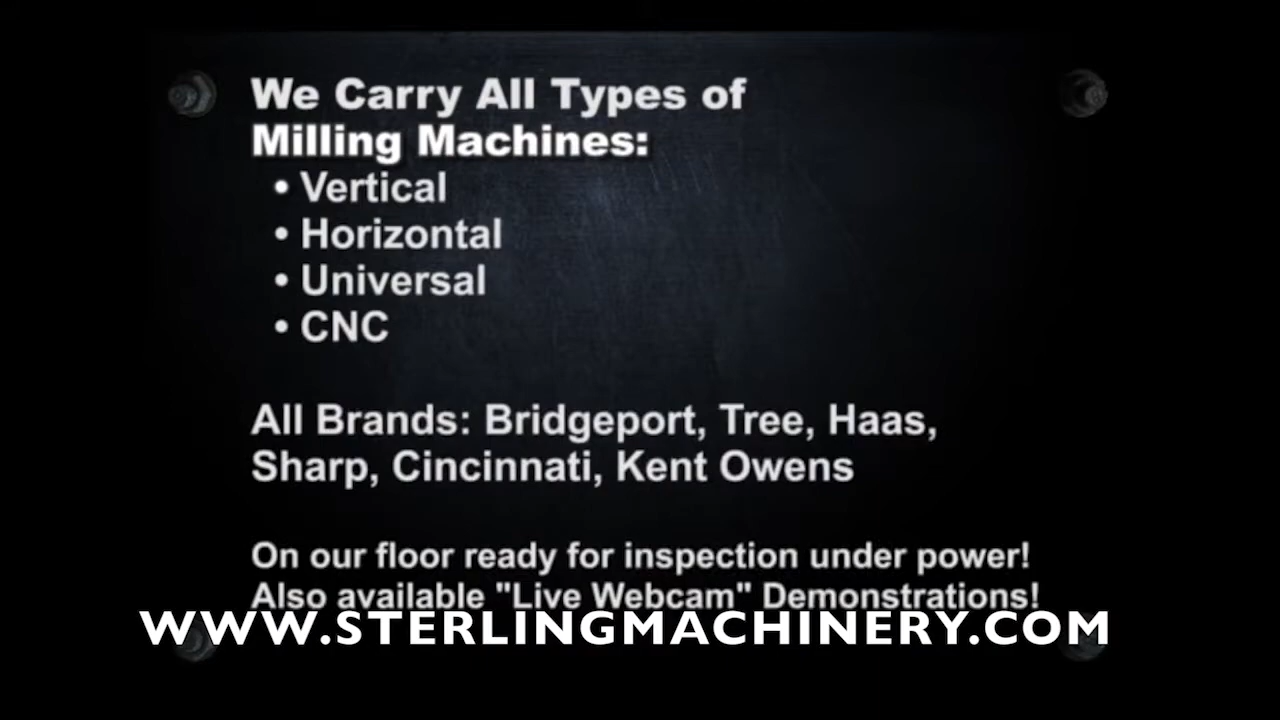 We Carry All Types of
Milling Machines:
• Vertical
• Horizontal
• Universal
• CNC
All Brands: Bridgeport, Tree, Haas,
Sharp, Cincinnati, Kent Owens
On our floor ready for inspection under power!
Also available "Live Webcam" Demonstrations!
WWW.STERLINGMACHINERY.COM